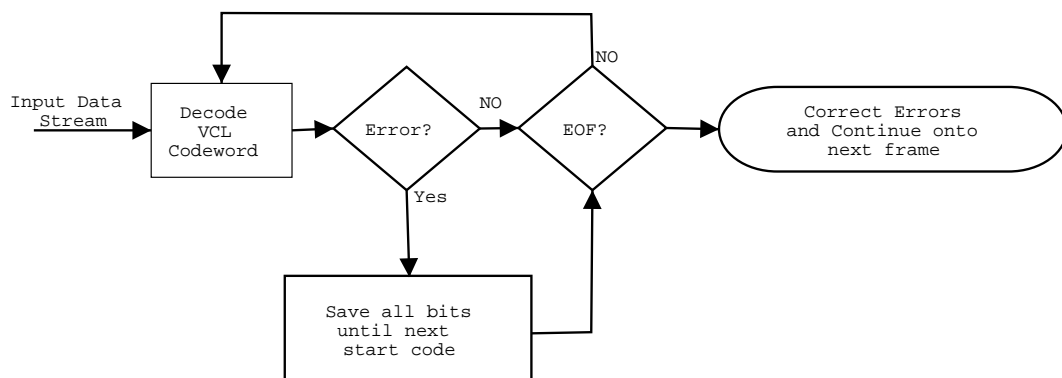 Input Data
Stream
Decode
VCL
Codeword
Error?
NO
Yes
Save all bits
until next
start code
EOF?
NO
Correct Errors
and Continue onto
next frame